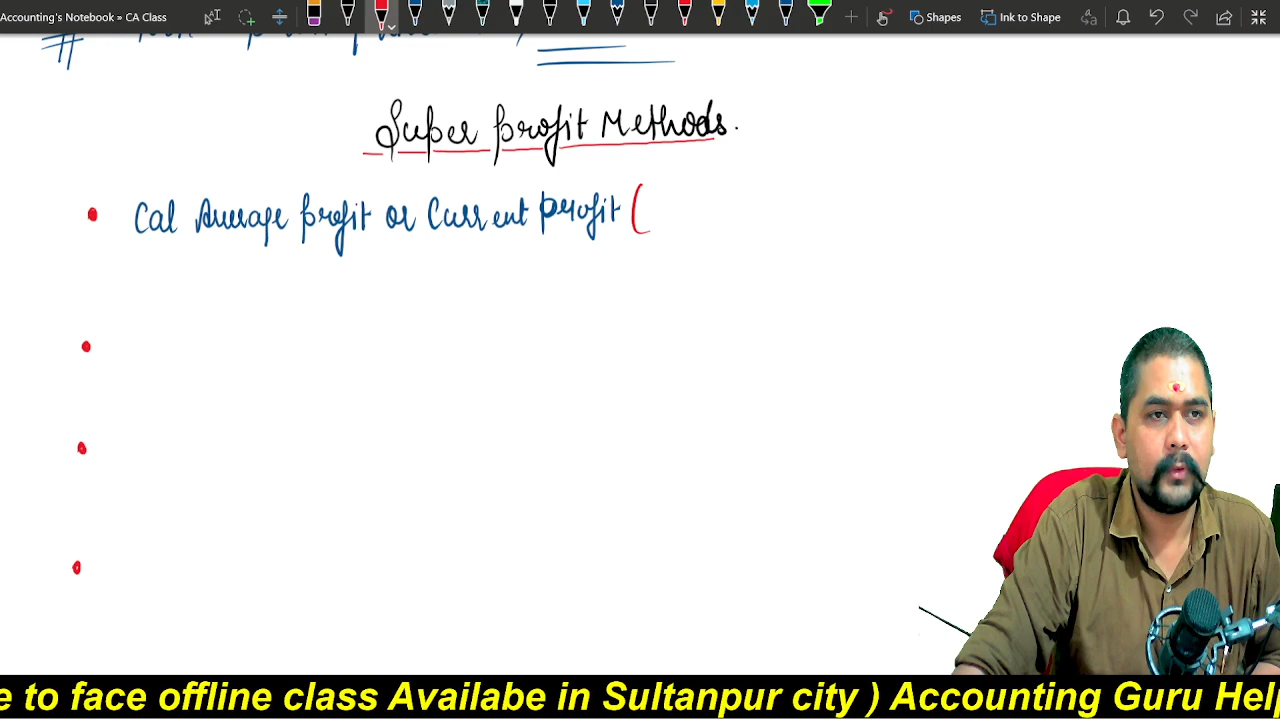 Accounting's Notebook » CA Class
Shapes
Ink to Shape
Super profit Methods.
Cal Average profit or Current profit (
e to face offline class Availabe in Sultanpur city ) Accounting Guru Help